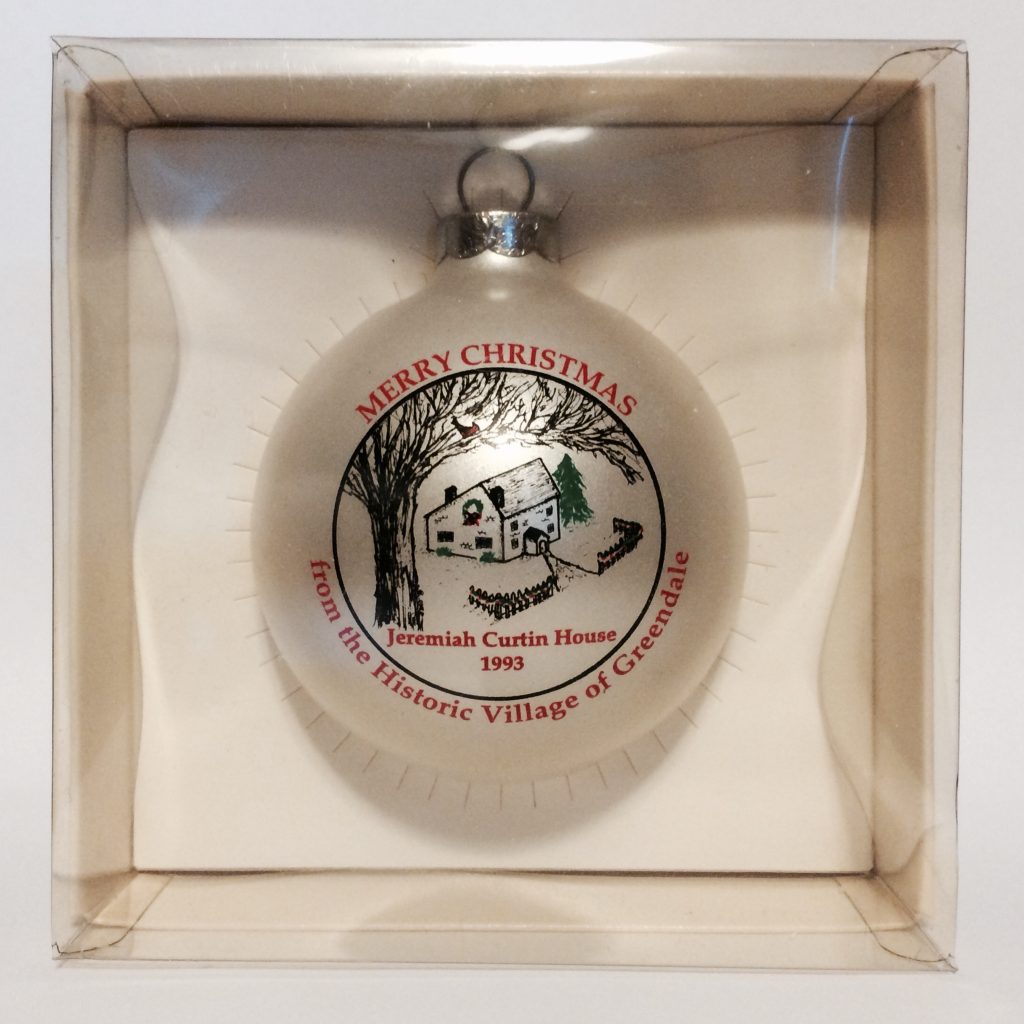 MERRY CHRISTMAS
Jeremiah Curtin House
1993
from the Historic Village of Greendale